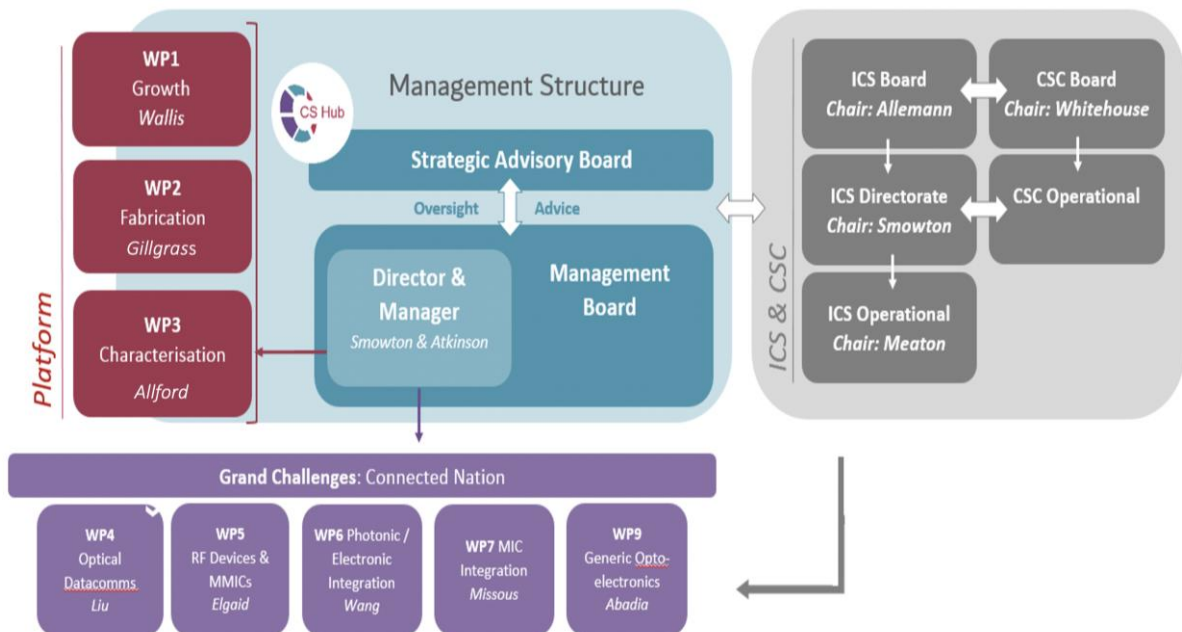 Platform
WP1
Growth
Wallis
WP2
Fabrication
Gillgrass
WP3
Characterisation
Allford
CS Hub
Management Structure
Strategic Advisory Board
Oversight
Advice
Director &
Manager
Smowton & Atkinson
Management
Board
ICS & CSC
ICS Board
Chair: Allemann
CSC Board
Chair: Whitehouse
ICS Directorate
Chair: Smowton
CSC Operational
ICS Operational
Chair: Meaton
Grand Challenges: Connected Nation
WP4
Optical
Datacomms
Liu
WP5
RF Devices &
MMICs
Elgaid
WP6 Photonic /
Electronic
Integration
Wang
WP7 MIC
Integration
Missous
WP9
Generic Opto-
electronics
Abadia